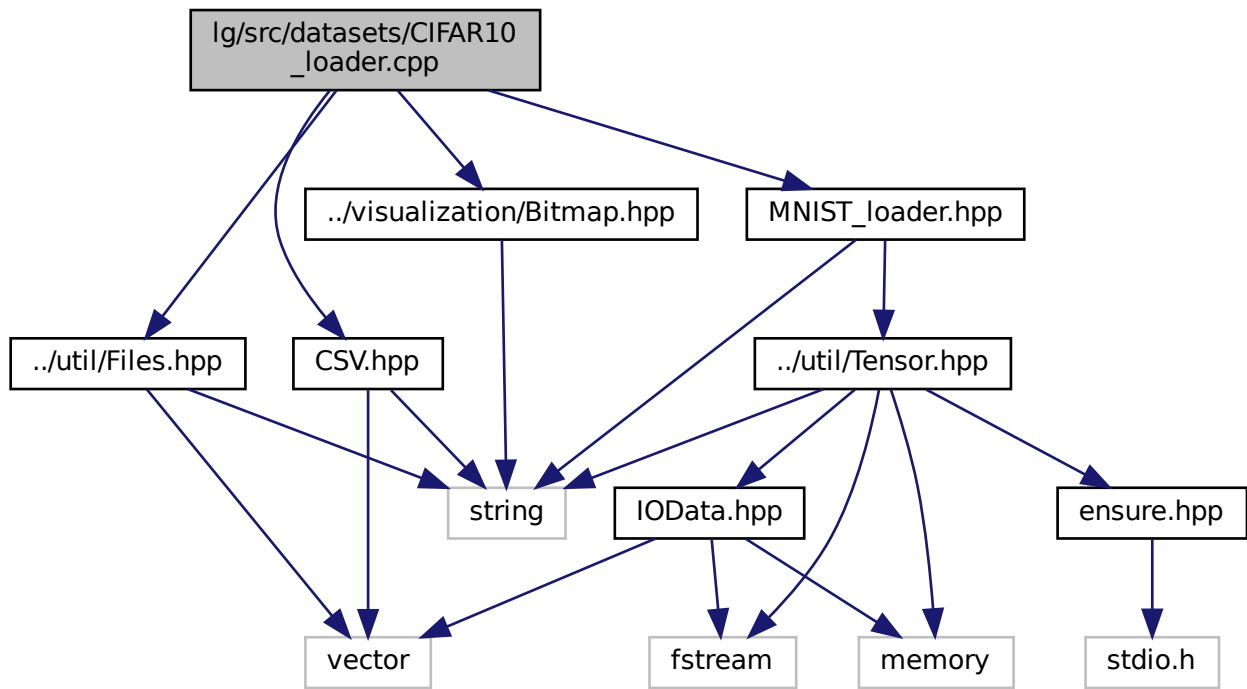 lg/src/datasets/CIFAR10
_loader.cpp
../visualization/Bitmap.hpp
MNIST_loader.hpp
../util/Files.hpp
CSV.hpp
../util/Tensor.hpp
string
IOData.hpp
ensure.hpp
vector
fstream
memory
stdio.h